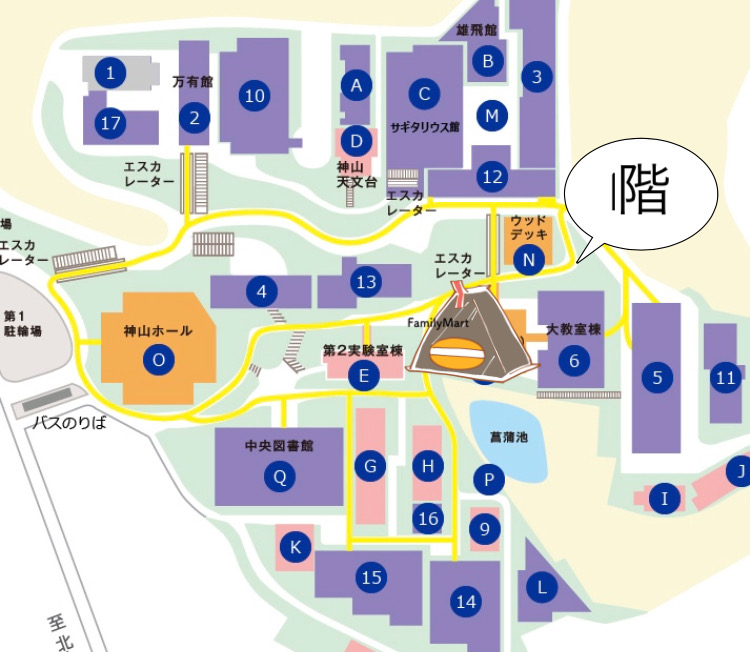 雄飛館
B
3
1
万有館
A
C
10
17
2
サギタリウス館
M
D
神山
天文台
12
エスカ
レーター
エスカ
レーター
1階
場
エスカ
レーター
ウッド
デッキ
N
エスカ
レーター
4
13
第1
駐輪場
神山ホール
O
FamilyMart
大教室棟
6
第2実験室棟
E
5
11
バスのりば
中央図書館
Q
G
H
菖蒲池
P
J
I
16
9
K
15
14
L
至
北